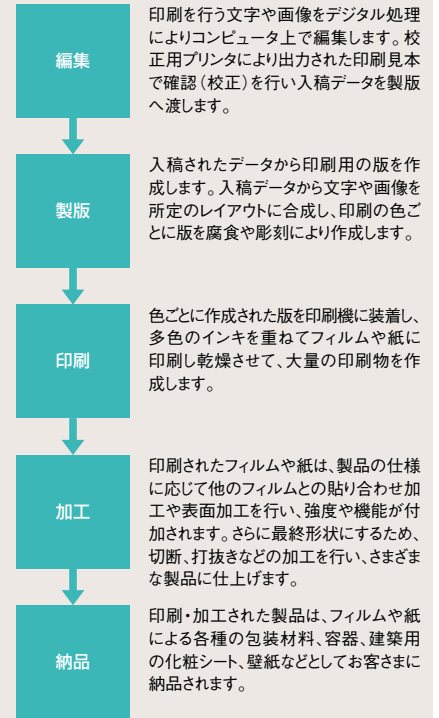 編集
印刷を行う文字や画像をデジタル処理
によりコンピュータ上で編集します。校
正用プリンタにより出力された印刷見本
で確認（校正）を行い入稿データを製版
へ渡します。
製版
入稿されたデータから印刷用の版を作
成します。入稿データから文字や画像を
所定のレイアウトに合成し、印刷の色ご
とに版を腐食や彫刻により作成します。
印刷
色ごとに作成された版を印刷機に装着し、
多色のインキを重ねてフィルムや紙に
印刷し乾燥させて、大量の印刷物を作
成します。
加工
印刷されたフィルムや紙は、製品の仕様
に応じて他のフィルムとの貼り合わせ加
工や表面加工を行い、強度や機能が付
加されます。さらに最終形状にするため、
切断、打抜きなどの加工を行い、さまざま
な製品に仕上げます。
納品
印刷・加工された製品は、フィルムや紙
による各種の包装材料、容器、建築用
の化粧シート、壁紙などとしてお客さまに
納品されます。